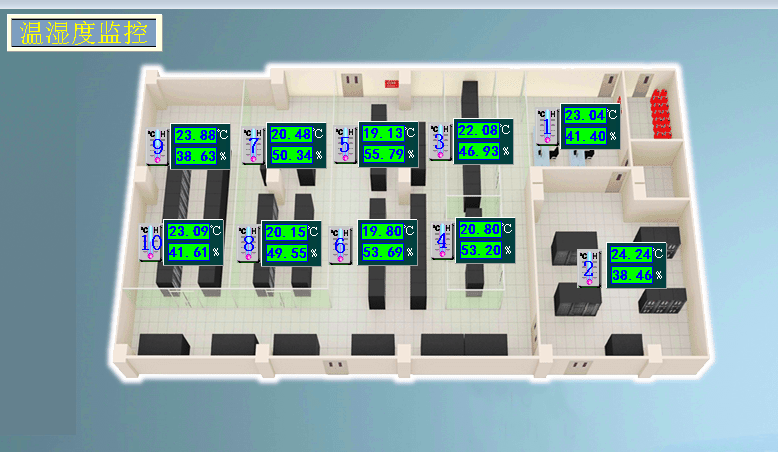 温湿度监控
℃ H 9 23.88 ℃
38.63 %
℃ H 7 20.48 ℃
50.34 %
℃ H 5 19.13 ℃
55.79 %
℃ H 3 22.08 ℃
46.93 %
℃ H 1 23.04 ℃
41.40 %
℃ H 10 23.09 ℃
41.61 %
℃ H 8 20.15 ℃
49.55 %
℃ H 6 19.80 ℃
53.69 %
℃ H 4 20.80 ℃
53.20 %
℃ H 2 24.24 ℃
38.46 %